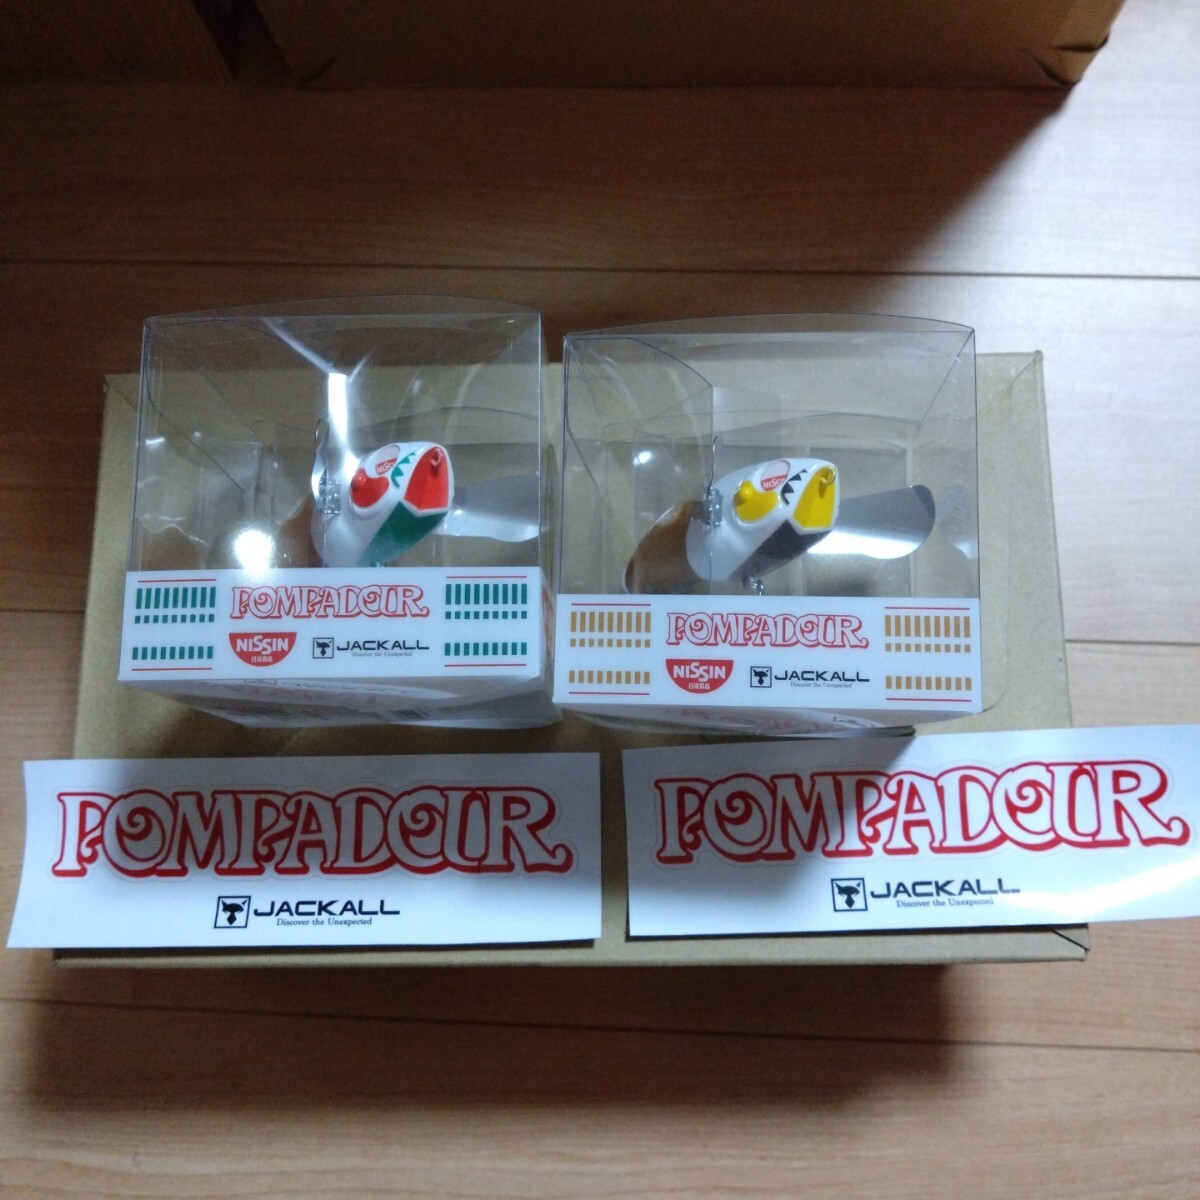 NISSIN
NISSIN
POMPADOUR
NISSIN
日清食品
JACKALL
Discover the Unexpected
POMPADOUR
NISSIN
日清食品
JACKALL
Discover the Unexpected
POMPADOUR
JACKALL
Discover the Unexpected
POMPADOUR
JACKALL
Discover the Unexpected